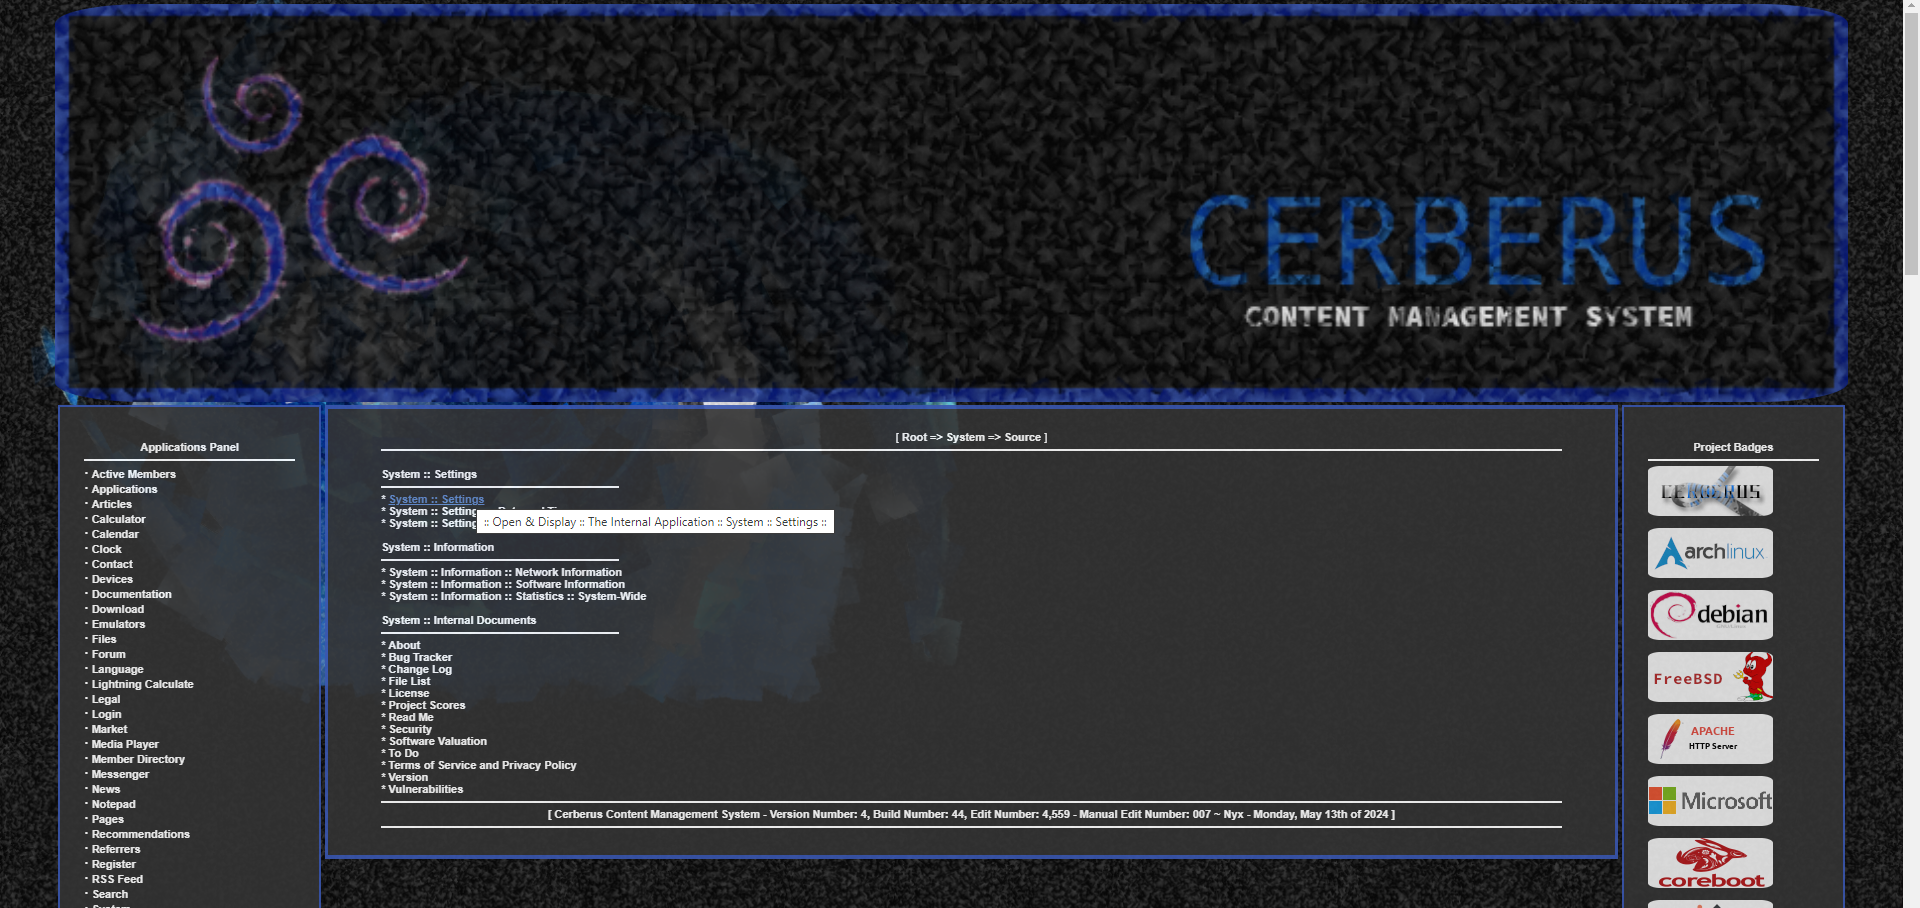 CERBERUS
CONTENT MANAGEMENT SYSTEM
Applications Panel
· Active Members
· Applications
· Articles
· Calculator
· Calendar
· Clock
· Contact
· Devices
· Documentation
· Download
· Emulators
· Files
· Forum
· Language
· Lightning Calculate
· Legal
· Login
· Market
· Media Player
· Member Directory
· Messenger
· News
· Notepad
· Pages
· Recommendations
· Referrers
· Register
· RSS Feed
· Search
[ Root => System => Source ]
System :: Settings
* System :: Settings
* System :: Setting
* System :: Setting
:: Open & Display :: The Internal Application :: System :: Settings ::
System :: Information
* System :: Information :: Network Information
* System :: Information :: Software Information
* System :: Information :: Statistics :: System-Wide
System :: Internal Documents
* About
* Bug Tracker
* Change Log
* File List
* License
* Project Scores
* Read Me
* Security
* Software Valuation
* To Do
* Terms of Service and Privacy Policy
* Version
* Vulnerabilities
[ Cerberus Content Management System - Version Number: 4, Build Number: 44, Edit Number: 4,559 - Manual Edit Number: 007 ~ Nyx - Monday, May 13th of 2024 ]
Project Badges
CERBERUS
archlinux
debian
FreeBSD
APACHE
HTTP Server
Microsoft
coreboot